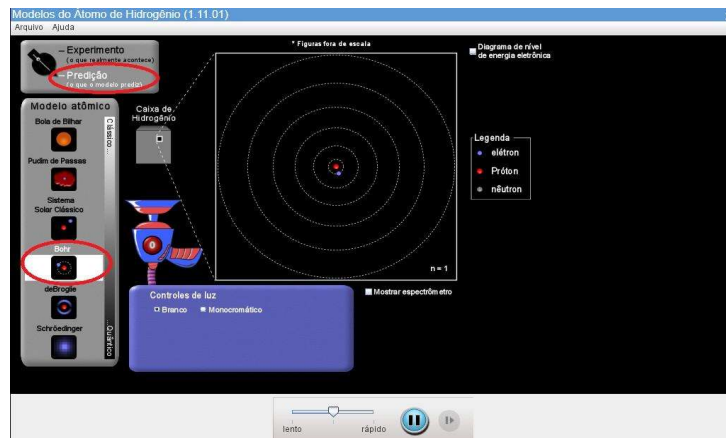 Modelos do Átomo de Hidrogênio (1.11.01)
Arquivo Ajuda
Experimento
(o que realmente acontece)
Predição
(o que o modelo prediz)
Modelo atômico
Bola de Bilhar
Pudim de Passas
Sistema
Solar Clássico
Bohr
deBroglie
Schröedinger
Clássico...
...Quântico
Caixa de
Hidrogênio
* Figuras fora de escala
n = 1
Diagrama de nível
de energia eletrônica
Legenda
elétron
Próton
nêutron
Controles de luz
Branco Monocromático
Mostrar espectrômetro
lento rápido